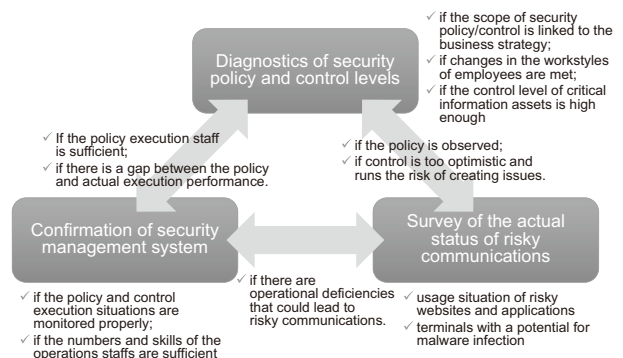 Diagnostics of security
policy and control levels
✓ if the scope of security
policy/control is linked to the
business strategy;
✓ if changes in the workstyles
of employees are met;
✓ if the control level of critical
information assets is high
enough
✓ If the policy execution staff
is sufficient;
✓ if there is a gap between the policy
and actual execution performance.
✓ if the policy is observed;
✓ if control is too optimistic and
runs the risk of creating issues.
Confirmation of security
management system
Survey of the actual
status of risky
communications
✓ if there are
operational deficiencies
that could lead to
risky communications.
✓ if the policy and control
execution situations are
monitored properly;
✓ if the numbers and skills of the
operations staffs are sufficient
✓ usage situation of risky
websites and applications
✓ terminals with a potential for
malware infection